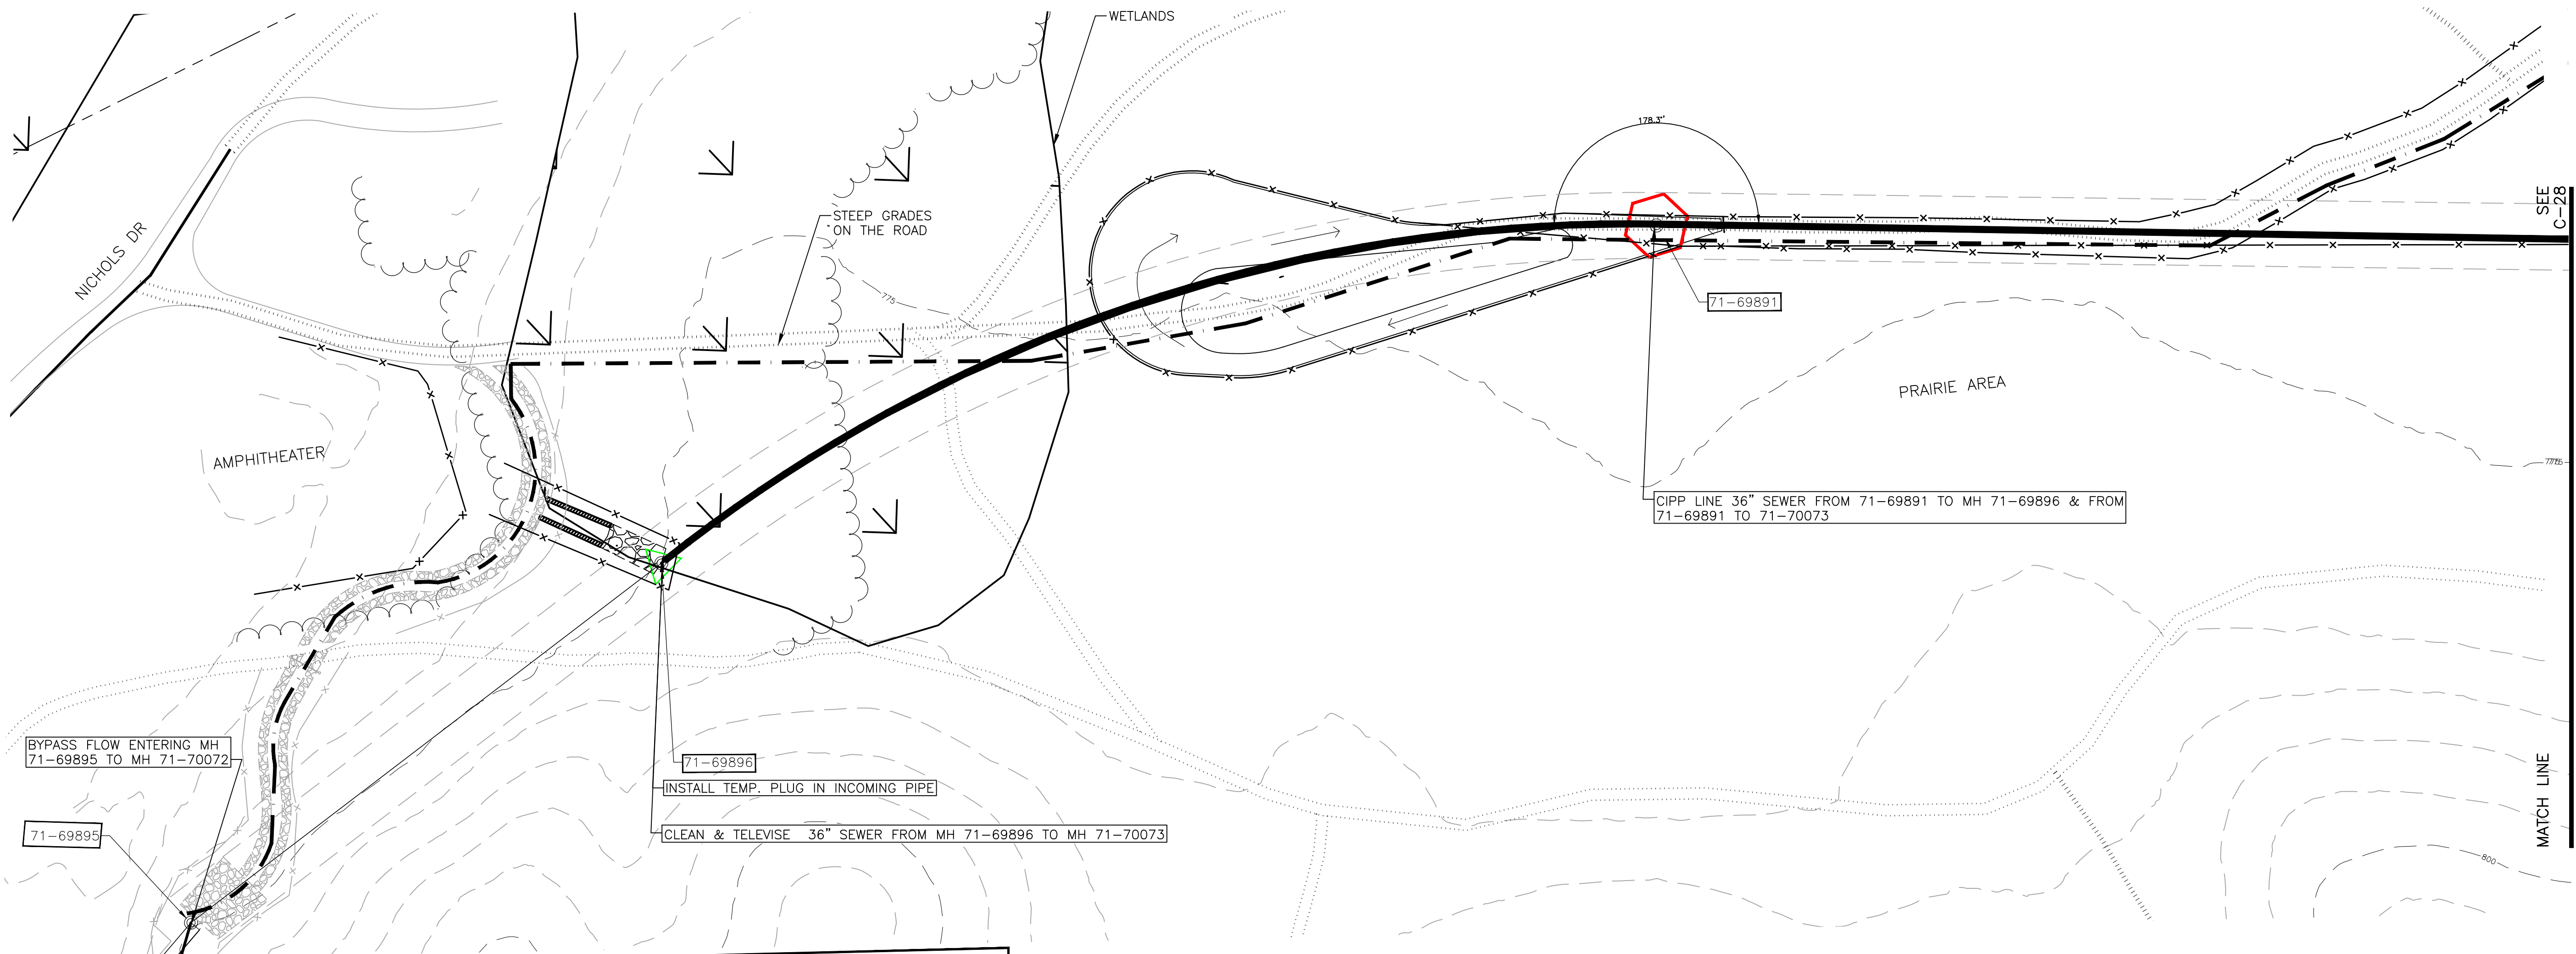 WETLANDS
178.3°
SEE
C-28
STEEP GRADES
ON THE ROAD
NICHOLS DR
775
71-69891
PRAIRIE AREA
AMPHITHEATER
CIPP LINE 36" SEWER FROM 71-69891 TO MH 71-69896 & FROM
71-69891 TO 71-70073
BYPASS FLOW ENTERING MH
71-69895 TO MH 71-70072
71-69896
INSTALL TEMP. PLUG IN INCOMING PIPE
71-69895
CLEAN & TELEVISE 36" SEWER FROM MH 71-69896 TO MH 71-70073
MATCH LINE
800